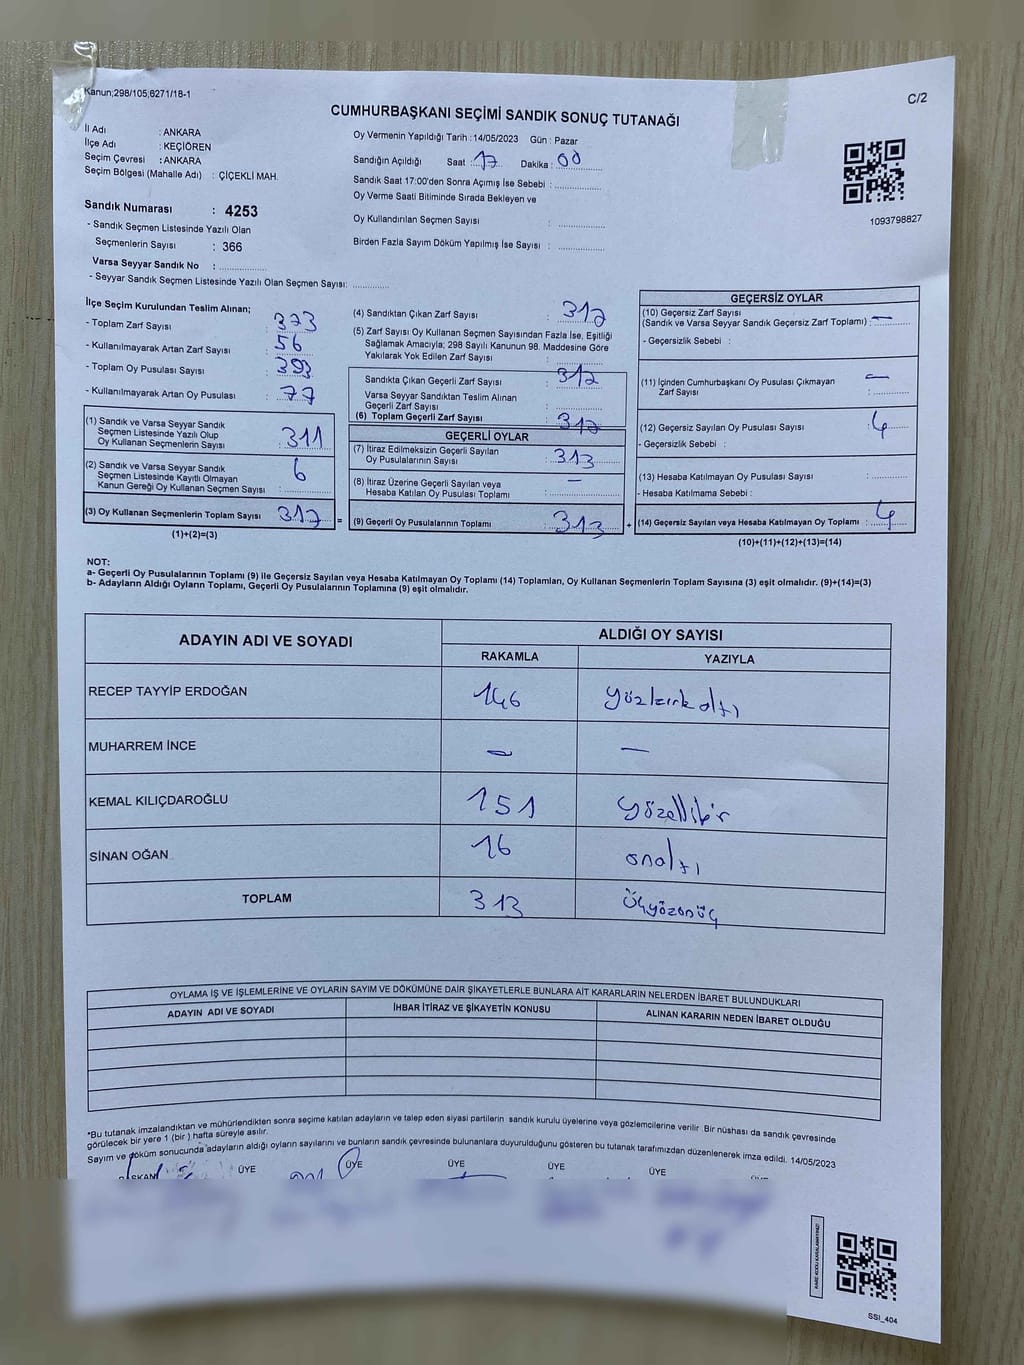 Kanun;298/105;6271/18-1
C/2
CUMHURBAŞKANI SEÇİMİ SANDIK SONUÇ TUTANAĞI
İl Adı : ANKARA
İlçe Adı : KEÇİÖREN
Seçim Çevresi : ANKARA
Seçim Bölgesi (Mahalle Adı) : ÇİÇEKLİ MAH.
Sandık Numarası : 4253
- Sandık Seçmen Listesinde Yazılı Olan
Seçmenlerin Sayısı : 366
Varsa Seyyar Sandık No :
- Seyyar Sandık Seçmen Listesinde Yazılı Olan Seçmen Sayısı:
Oy Vermenin Yapıldığı Tarih : 14/05/2023 Gün : Pazar
Sandığın Açıldığı Saat : 17 Dakika : 00
Sandık Saat 17:00'den Sonra Açımış İse Sebebi :
Oy Verme Saati Bitiminde Sırada Bekleyen ve
Oy Kullandırılan Seçmen Sayısı :
Birden Fazla Sayım Döküm Yapılmış İse Sayısı :
1093798827
İlçe Seçim Kurulundan Teslim Alınan;
- Toplam Zarf Sayısı : 373
- Kullanılmayarak Artan Zarf Sayısı : 56
- Toplam Oy Pusulası Sayısı : 393
- Kullanılmayarak Artan Oy Pusulası : 77
(1) Sandık ve Varsa Seyyar Sandık
Seçmen Listesinde Yazılı Olup
Oy Kullanan Seçmenlerin Sayısı : 311
(2) Sandık ve Varsa Seyyar Sandık
Seçmen Listesinde Kayıtlı Olmayan
Kanun Gereği Oy Kullanan Seçmen Sayısı : 6
(3) Oy Kullanan Seçmenlerin Toplam Sayısı : 317 =
(1)+(2)=(3)
(4) Sandıktan Çıkan Zarf Sayısı : 317
(5) Zarf Sayısı Oy Kullanan Seçmen Sayısından Fazla İse, Eşitliği
Sağlamak Amacıyla; 298 Sayılı Kanunun 98. Maddesine Göre
Yakılarak Yok Edilen Zarf Sayısı :
Sandıkta Çıkan Geçerli Zarf Sayısı : 317
Varsa Seyyar Sandıktan Teslim Alınan
Geçerli Zarf Sayısı :
(6) Toplam Geçerli Zarf Sayısı : 317
GEÇERLİ OYLAR
(7) İtiraz Edilmeksizin Geçerli Sayılan
Oy Pusulalarının Sayısı : 313
(8) İtiraz Üzerine Geçerli Sayılan veya
Hesaba Katılan Oy Pusulası Toplamı : —
(9) Geçerli Oy Pusulalarının Toplamı : 313 +
GEÇERSİZ OYLAR
(10) Geçersiz Zarf Sayısı
(Sandık ve Varsa Seyyar Sandık Geçersiz Zarf Toplamı) : —
- Geçersizlik Sebebi :
(11) İçinden Cumhurbaşkanı Oy Pusulası Çıkmayan
Zarf Sayısı : —
(12) Geçersiz Sayılan Oy Pusulası Sayısı : 4
- Geçersizlik Sebebi :
(13) Hesaba Katılmayan Oy Pusulası Sayısı :
- Hesaba Katılmama Sebebi :
(14) Geçersiz Sayılan veya Hesaba Katılmayan Oy Toplamı : 4
(10)+(11)+(12)+(13)=(14)
NOT:
a- Geçerli Oy Pusulalarının Toplamı (9) ile Geçersiz Sayılan veya Hesaba Katılmayan Oy Toplamı (14) Toplamları, Oy Kullanan Seçmenlerin Toplam Sayısına (3) eşit olmalıdır. (9)+(14)=(3)
b- Adayların Aldığı Oyların Toplamı, Geçerli Oy Pusulalarının Toplamına (9) eşit olmalıdır.
ADAYIN ADI VE SOYADI
ALDIĞI OY SAYISI
RAKAMLA YAZIYLA
RECEP TAYYİP ERDOĞAN 146 yüzkırkaltı
MUHARREM İNCE — —
KEMAL KILIÇDAROĞLU 151 yüzellibir
SİNAN OĞAN 16 onaltı
TOPLAM 313 üçyüzonüç
OYLAMA İŞ VE İŞLEMLERİNE VE OYLARIN SAYIM VE DÖKÜMÜNE DAİR ŞİKAYETLERLE BUNLARA AİT KARARLARIN NELERDEN İBARET BULUNDUKLARI
ADAYIN ADI VE SOYADI İHBAR İTİRAZ VE ŞİKAYETİN KONUSU ALINAN KARARIN NEDEN İBARET OLDUĞU
*Bu tutanak imzalandıktan ve mühürlendikten sonra seçime katılan adayların ve talep eden siyasi partilerin sandık kurulu üyelerine veya gözlemcilerine verilir. Bir nüshası da sandık çevresinde
görülecek bir yere 1 (bir) hafta süreyle asılır.
Sayım ve döküm sonucunda adayların aldığı oyların sayılarını ve bunların sandık çevresinde bulunanlara duyurulduğunu gösteren bu tutanak tarafımızdan düzenlenerek imza edildi. 14/05/2023
BAŞKAN ÜYE ÜYE ÜYE ÜYE ÜYE
SSI_404